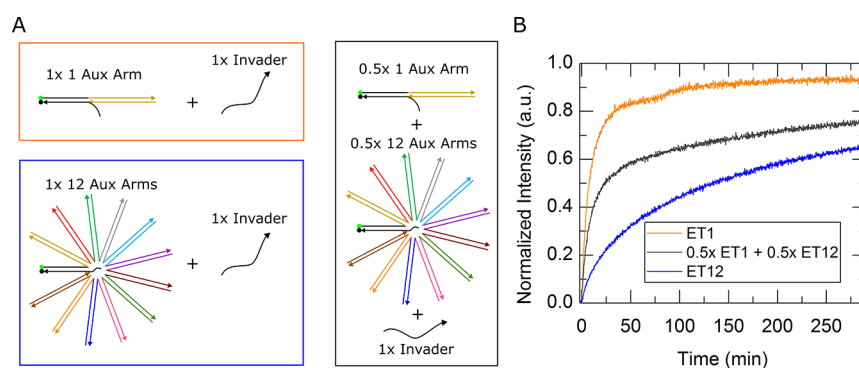 A
1x 1 Aux Arm
+
1x Invader
1x 12 Aux Arms
+
1x Invader
0.5x 1 Aux Arm
+
0.5x 12 Aux Arms
+
1x Invader
B
Normalized Intensity (a.u.)
1.0
0.8
0.6
0.4
0.2
0.0
ET1
0.5x ET1 + 0.5x ET12
ET12
0 50 100 150 200 250
Time (min)